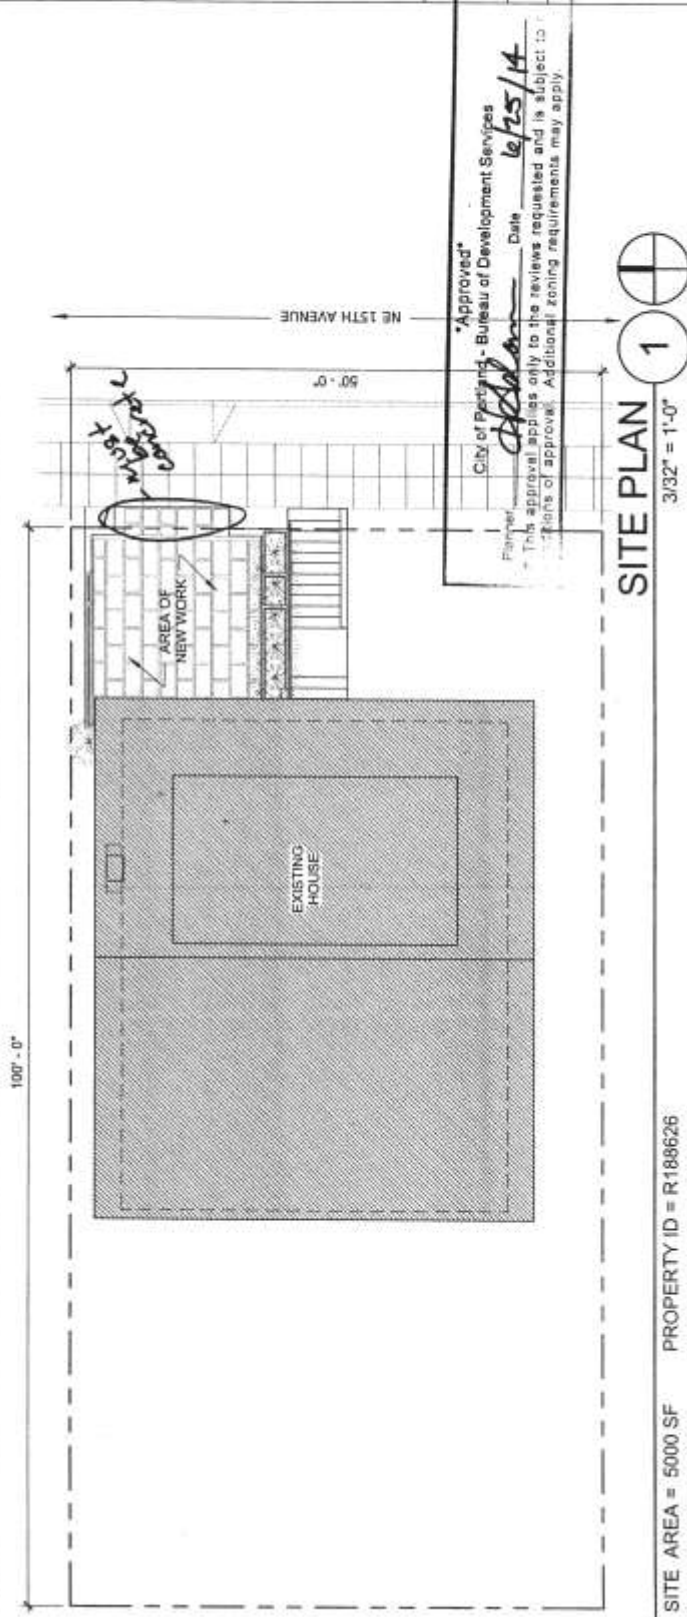 100' - 0"
EXISTING
HOUSE
AREA OF
NEW WORK
*MUST
BE
CONCRETE
50' - 0"
NE 15TH AVENUE
"Approved"
City of Portland - Bureau of Development Services
Planner Date 6/25/14
* This approval applies only to the reviews requested and is subject to
of approval. Additional zoning requirements may apply.
SITE PLAN 1
3/32" = 1'-0"
SITE AREA = 5000 SF PROPERTY ID = R188626